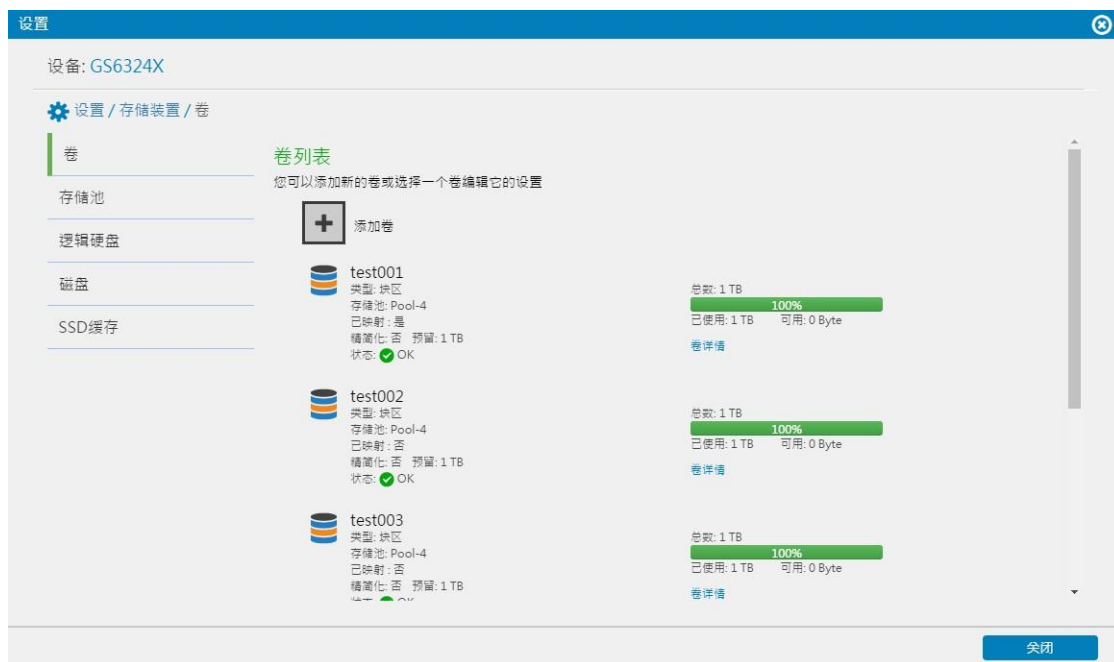 设置
设备: GS6324X
设置 / 存储装置 / 卷
卷
存储池
逻辑硬盘
磁盘
SSD缓存
卷列表
您可以添加新的卷或选择一个卷编辑它的设置
添加卷
test001
类型: 块区
存储池: Pool-4
已映射 : 是
精简化: 否 预留: 1 TB
状态: OK
总数: 1 TB
100%
已使用: 1 TB 可用: 0 Byte
卷详情
test002
类型: 块区
存储池: Pool-4
已映射 : 否
精简化: 否 预留: 1 TB
状态: OK
总数: 1 TB
100%
已使用: 1 TB 可用: 0 Byte
卷详情
test003
类型: 块区
存储池: Pool-4
已映射 : 否
精简化: 否 预留: 1 TB
总数: 1 TB
100%
已使用: 1 TB 可用: 0 Byte
卷详情
关闭